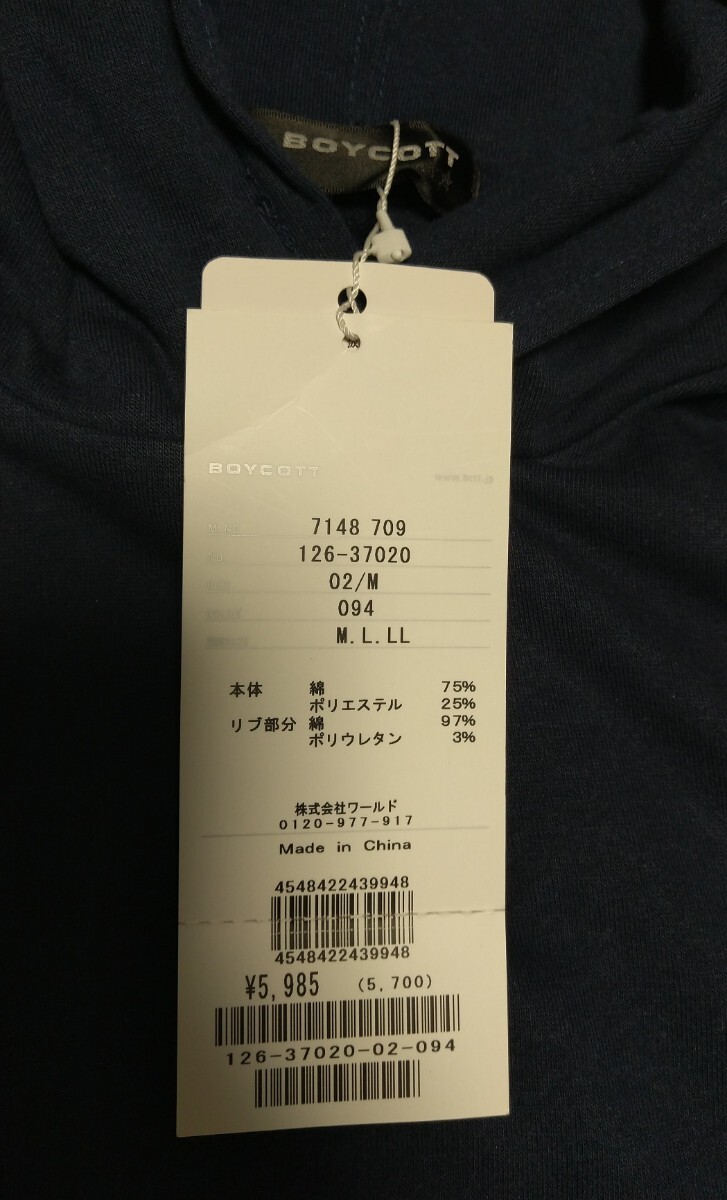 BOYCOTT
BOYCOTT
7148 709
126-37020
02/M
094
M.L.LL
本体 綿 75%
ポリエステル 25%
リブ部分 綿 97%
ポリウレタン 3%
株式会社ワールド
0120-977-917
Made in China
4548422439948
4548422439948
¥5,985 (5,700)
126-37020-02-094